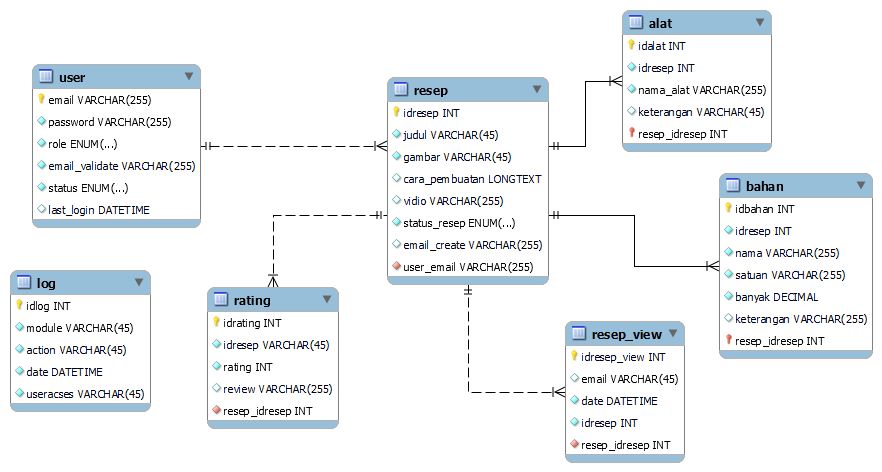 user
email VARCHAR(255)
password VARCHAR(255)
role ENUM(...)
email_validate VARCHAR(255)
status ENUM(...)
last_login DATETIME
resep
idresep INT
judul VARCHAR(45)
gambar VARCHAR(45)
cara_pembuatan LONGTEXT
vidio VARCHAR(255)
status_resep ENUM(...)
email_create VARCHAR(255)
user_email VARCHAR(255)
alat
idalat INT
idresep INT
nama_alat VARCHAR(255)
keterangan VARCHAR(45)
resep_idresep INT
bahan
idbahan INT
idresep INT
nama VARCHAR(255)
satuan VARCHAR(255)
banyak DECIMAL
keterangan VARCHAR(255)
resep_idresep INT
log
idlog INT
module VARCHAR(45)
action VARCHAR(45)
date DATETIME
useracses VARCHAR(45)
rating
idrating INT
idresep VARCHAR(45)
rating INT
review VARCHAR(255)
resep_idresep INT
resep_view
idresep_view INT
email VARCHAR(45)
date DATETIME
idresep INT
resep_idresep INT